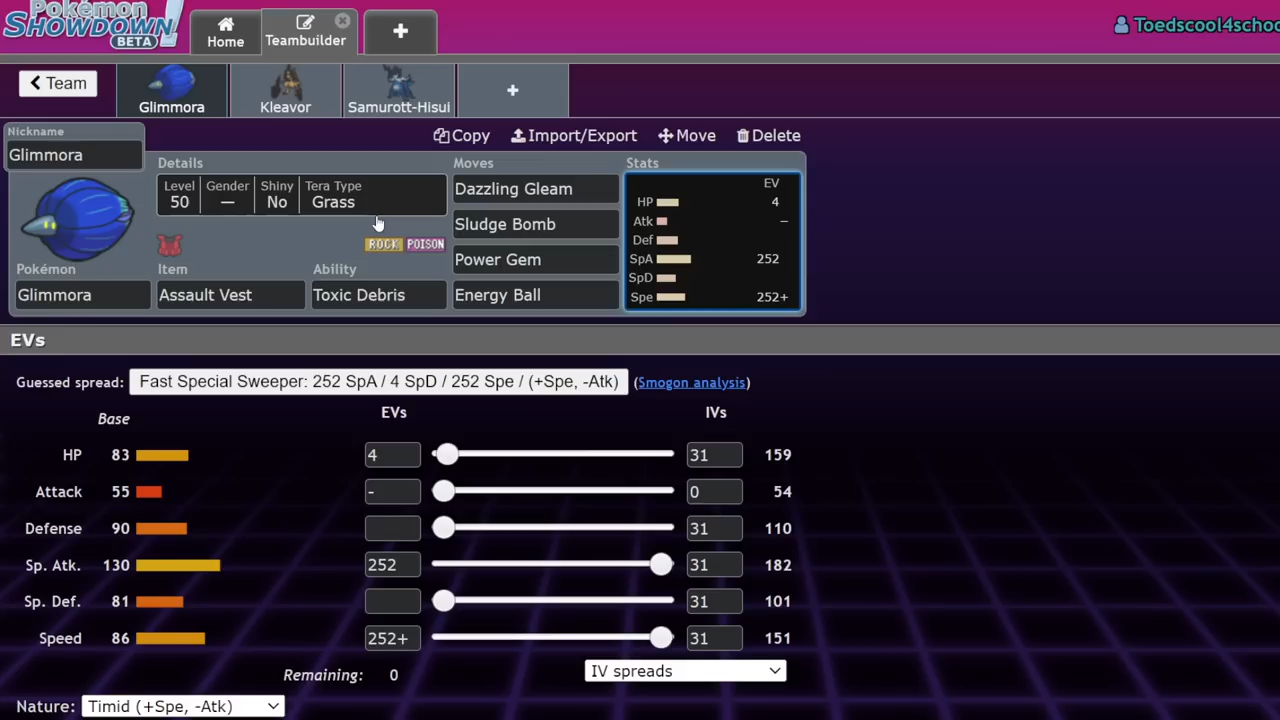 Pokémon
SHOWDOWN!
BETA
Home
Teambuilder
+
Toedscool4schoo
Team
Glimmora
Kleavor
Samurott-Hisui
+
Nickname
Glimmora
Copy
Import/Export
Move
Delete
Details
Level Gender Shiny Tera Type
50 — No Grass
ROCK POISON
Pokémon
Glimmora
Item
Assault Vest
Ability
Toxic Debris
Moves
Dazzling Gleam
Sludge Bomb
Power Gem
Energy Ball
Stats
EV
HP 4
Atk –
Def
SpA 252
SpD
Spe 252+
EVs
Guessed spread: Fast Special Sweeper: 252 SpA / 4 SpD / 252 Spe / (+Spe, -Atk) (Smogon analysis)
Base EVs IVs
HP 83 4 31 159
Attack 55 - 0 54
Defense 90 31 110
Sp. Atk. 130 252 31 182
Sp. Def. 81 31 101
Speed 86 252+ 31 151
Remaining: 0 IV spreads
Nature: Timid (+Spe, -Atk)